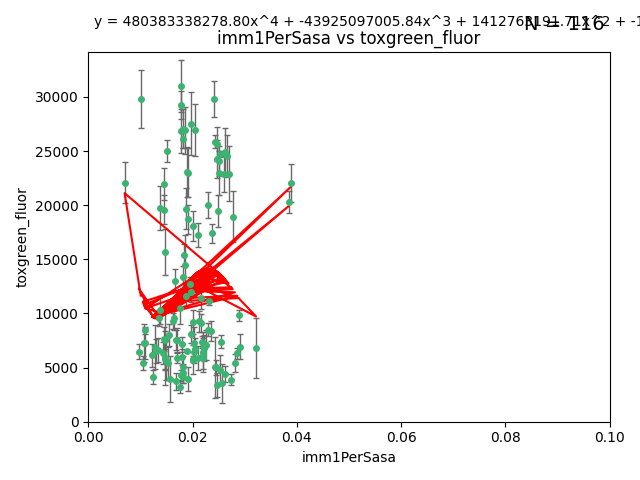 y = 480383338278.80x^4 + -43925097005.84x^3 + 1412763191.71x^2 + -1
N = 116
imm1PerSasa vs toxgreen_fluor
30000
25000
20000
15000
10000
5000
0
toxgreen_fluor
0.00 0.02 0.04 0.06 0.08 0.10
imm1PerSasa